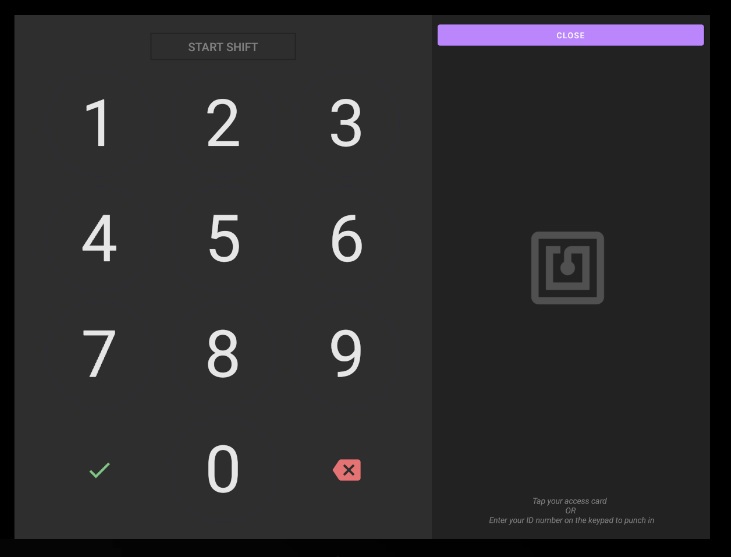 START SHIFT
CLOSE
1 2 3
4 5 6
7 8 9
0
Tap your access card
OR
Enter your ID number on the keypad to punch in